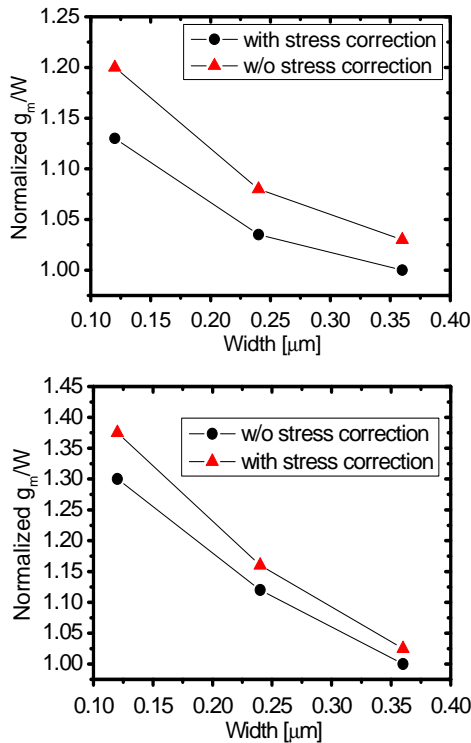 1.25
1.20
1.15
1.10
1.05
1.00
Normalized gm/W
with stress correction
w/o stress correction
0.10 0.15 0.20 0.25 0.30 0.35 0.40
Width [μm]
1.45
1.40
1.35
1.30
1.25
1.20
1.15
1.10
1.05
1.00
Normalized gm/W
w/o stress correction
with stress correction
0.10 0.15 0.20 0.25 0.30 0.35 0.40
Width [μm]